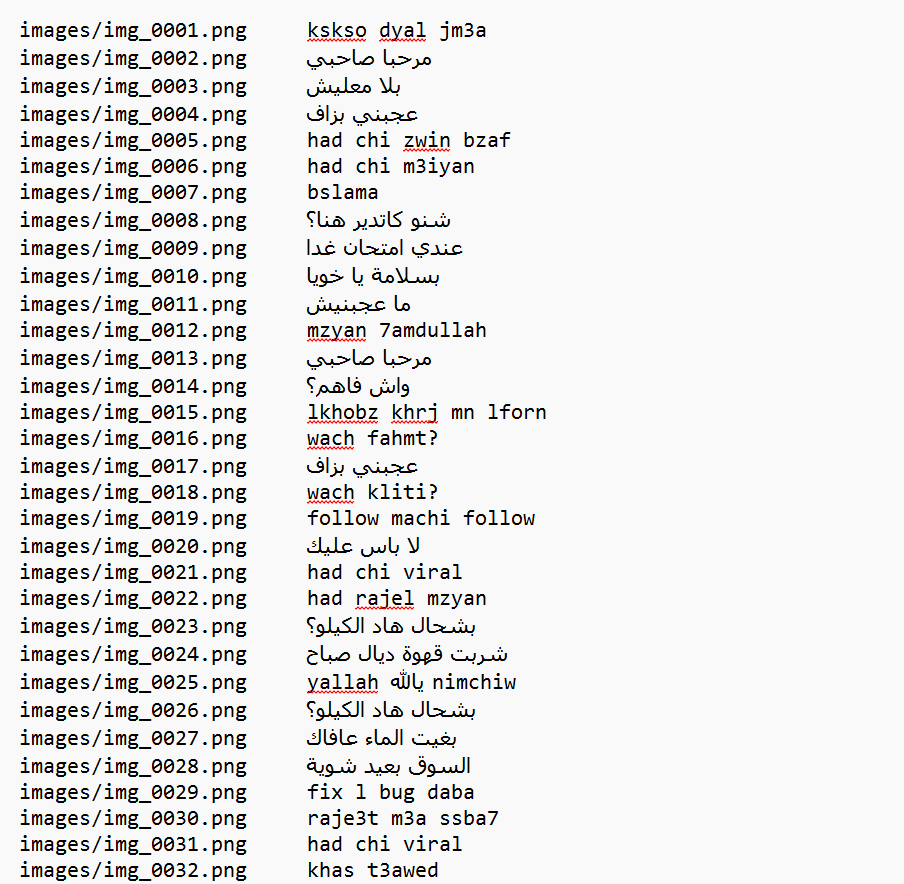 images/img_0001.png	kskso dyal jm3a
images/img_0002.png	مرحبا صاحبي
images/img_0003.png	بلا معليش
images/img_0004.png	عجبني بزاف
images/img_0005.png	had chi zwin bzaf
images/img_0006.png	had chi m3iyan
images/img_0007.png	bslama
images/img_0008.png	شنو كاتدير هنا؟
images/img_0009.png	عندي امتحان غدا
images/img_0010.png	بسلامة يا خويا
images/img_0011.png	ما عجبنيش
images/img_0012.png	mzyan 7amdullah
images/img_0013.png	مرحبا صاحبي
images/img_0014.png	واش فاهم؟
images/img_0015.png	lkhobz khrj mn lforn
images/img_0016.png	wach fahmt?
images/img_0017.png	عجبني بزاف
images/img_0018.png	wach kliti?
images/img_0019.png	follow machi follow
images/img_0020.png	لا باس عليك
images/img_0021.png	had chi viral
images/img_0022.png	had rajel mzyan
images/img_0023.png	بشحال هاد الكيلو؟
images/img_0024.png	شربت قهوة ديال صباح
images/img_0025.png	yallah يالله nimchiw
images/img_0026.png	بشحال هاد الكيلو؟
images/img_0027.png	بغيت الماء عافاك
images/img_0028.png	السوق بعيد شوية
images/img_0029.png	fix l bug daba
images/img_0030.png	raje3t m3a ssba7
images/img_0031.png	had chi viral
images/img_0032.png	khas t3awed